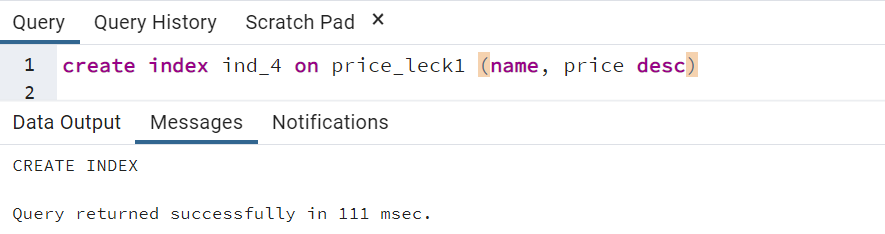 Query Query History Scratch Pad ×
1 create index ind_4 on price_leck1 (name, price desc)
2
Data Output Messages Notifications
CREATE INDEX
Query returned successfully in 111 msec.